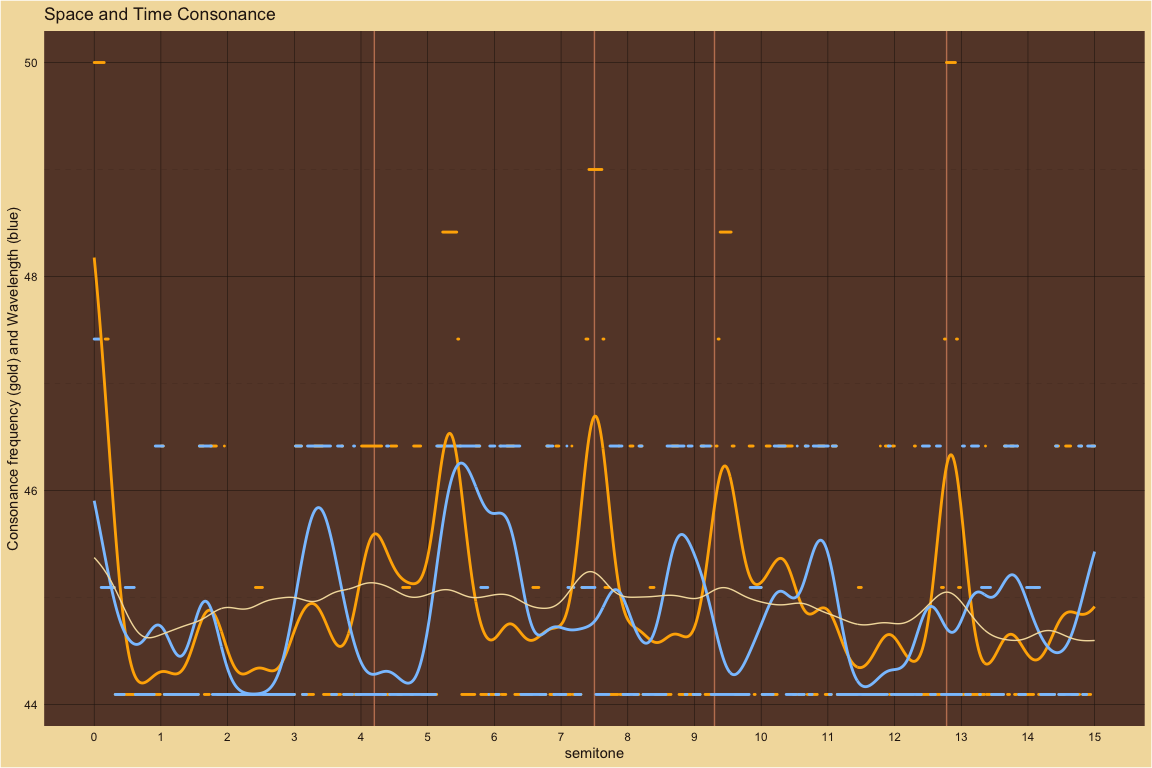 Space and Time Consonance
Consonance frequency (gold) and Wavelength (blue)
50
48
46
44
0 1 2 3 4 5 6 7 8 9 10 11 12 13 14 15
semitone